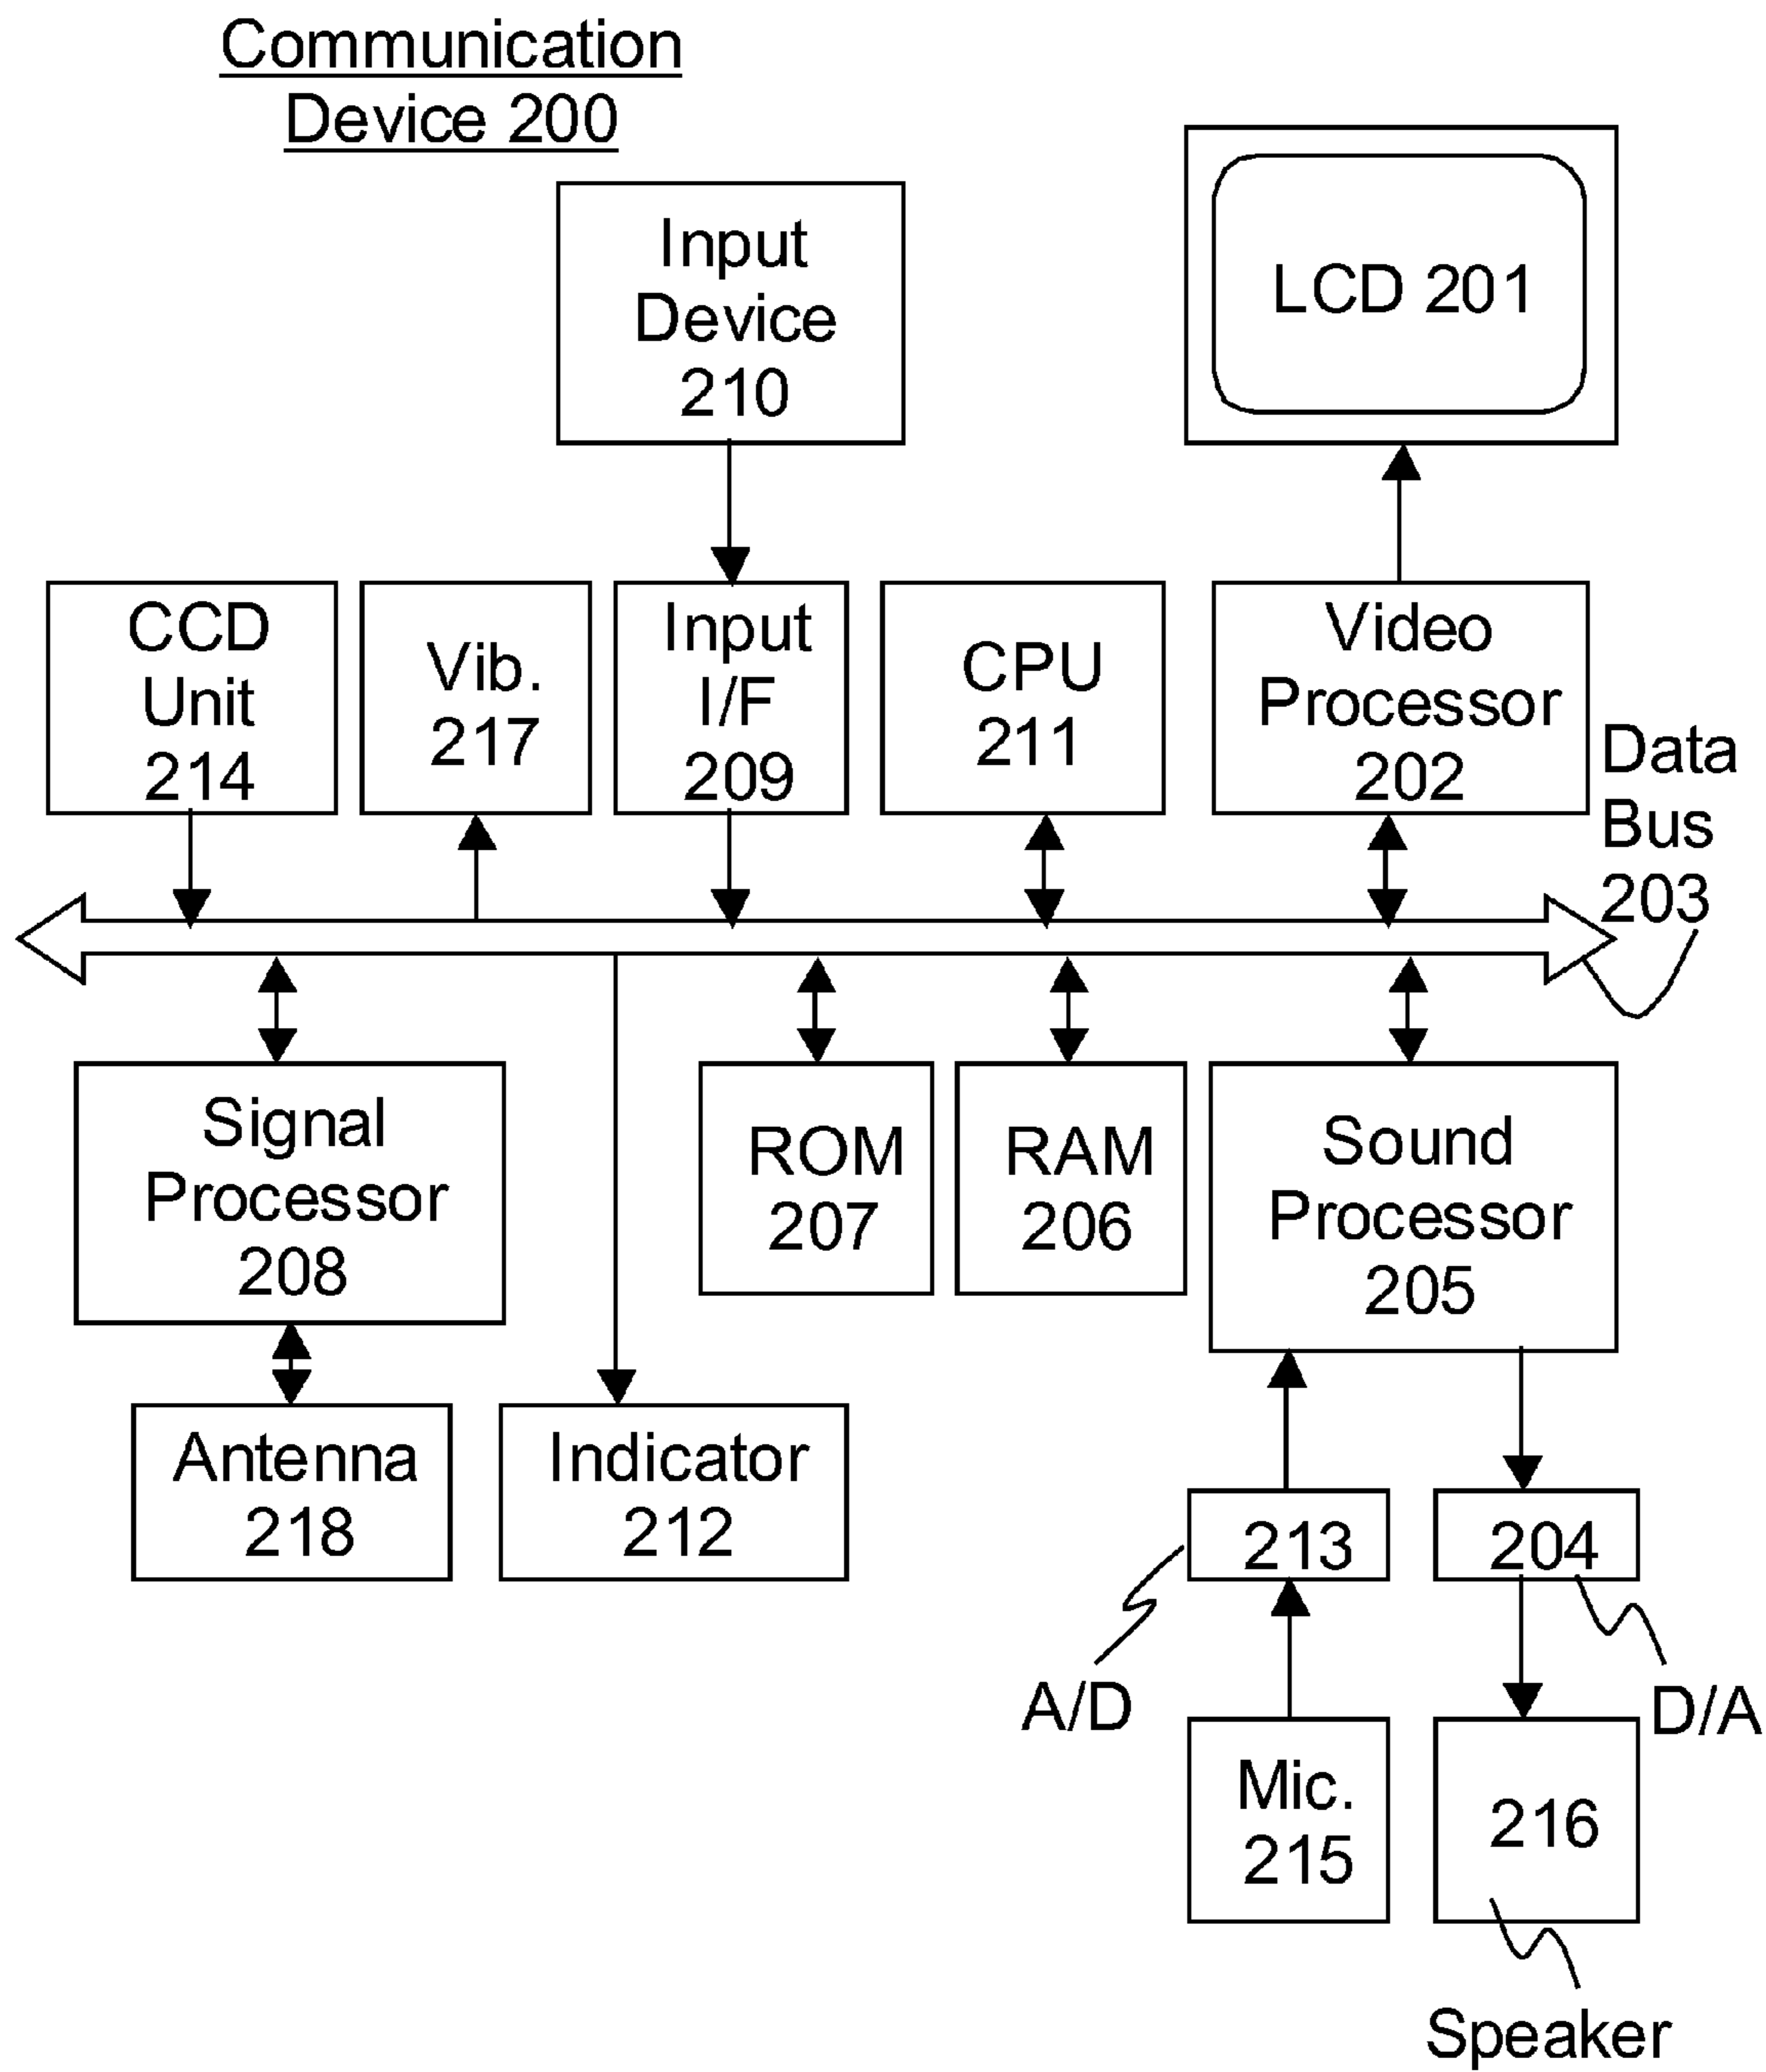 Communication
Device 200
Input
Device
210
LCD 201
CCD
Unit
214
Vib.
217
Input
I/F
209
CPU
211
Video
Processor
202
Data
Bus
203
Signal
Processor
208
ROM
207
RAM
206
Sound
Processor
205
Antenna
218
Indicator
212
213
204
A/D
D/A
Mic.
215
216
Speaker